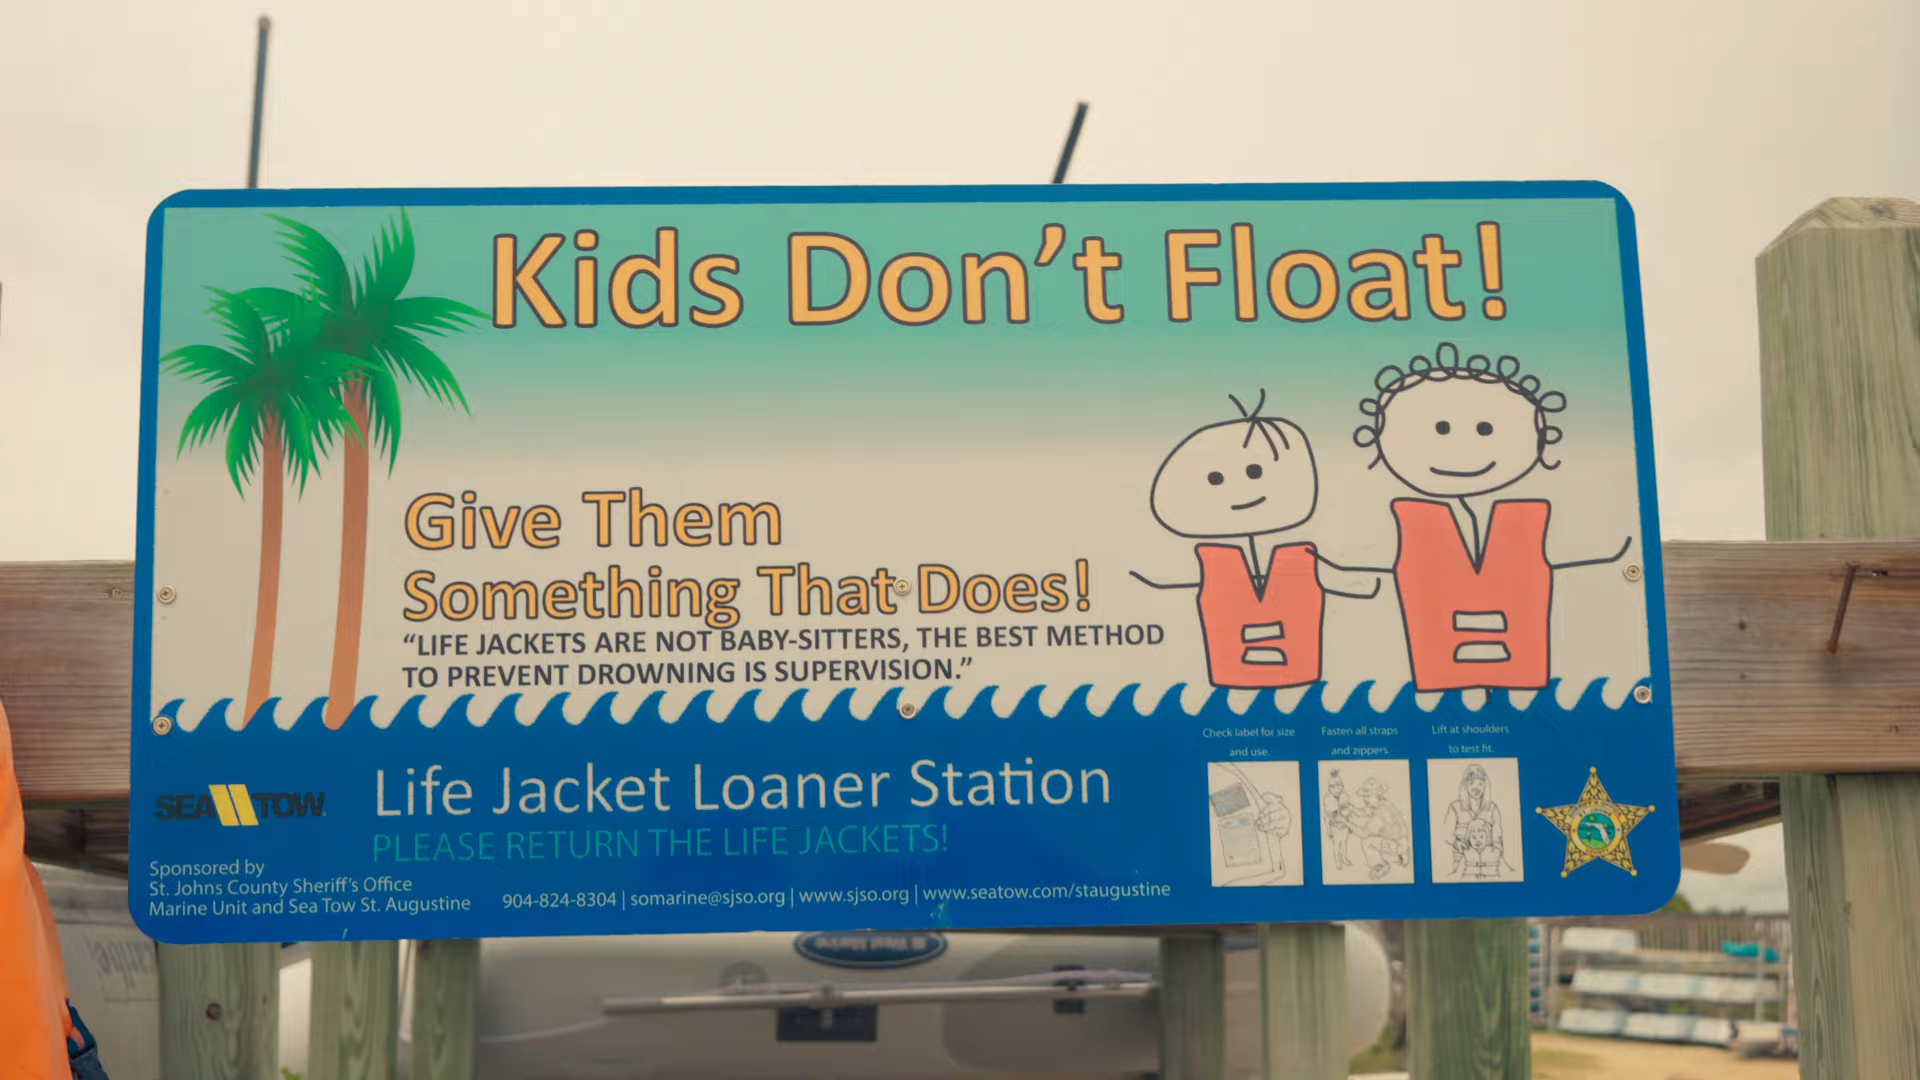 Kids Don't Float!
Give Them
Something That Does!
“LIFE JACKETS ARE NOT BABY-SITTERS, THE BEST METHOD
TO PREVENT DROWNING IS SUPERVISION.”
Check label for size
and use.
Fasten all straps
and zippers.
Lift at shoulders
to test fit.
SEA TOW
Life Jacket Loaner Station
PLEASE RETURN THE LIFE JACKETS!
Sponsored by
St. Johns County Sheriff's Office
Marine Unit and Sea Tow St. Augustine
904-824-8304 | somarine@sjso.org | www.sjso.org | www.seatow.com/staugustine
West Marine